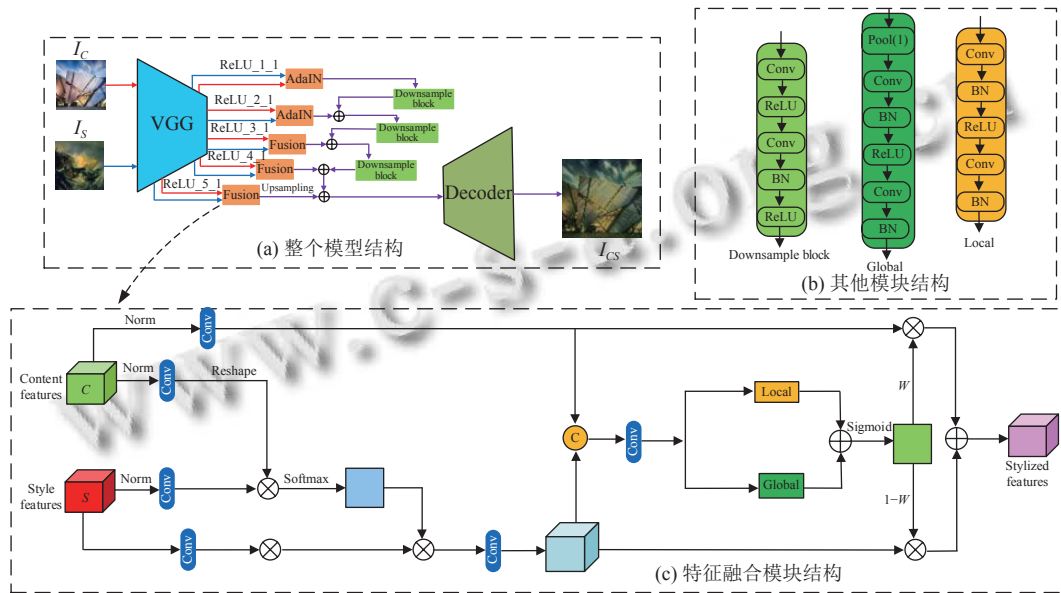 I_C
I_S
VGG
ReLU_1_1
ReLU_2_1
ReLU_3_1
ReLU_4_1
ReLU_5_1
AdaIN
AdaIN
Fusion
Fusion
Fusion
Upsampling
Downsample
block
Downsample
block
Downsample
block
Decoder
I_CS
(a) 整个模型结构
Conv
ReLU
Conv
BN
ReLU
Downsample block
Pool(1)
Conv
BN
ReLU
Conv
BN
Global
Conv
BN
ReLU
Conv
BN
Local
(b) 其他模块结构
Norm
Conv
Content
features
C
Norm
Conv
Reshape
Style
features
S
Norm
Conv
Softmax
Conv
Conv
C
Conv
Local
Global
Sigmoid
W
1−W
Stylized
features
(c) 特征融合模块结构
www.c-s-a.org.cn